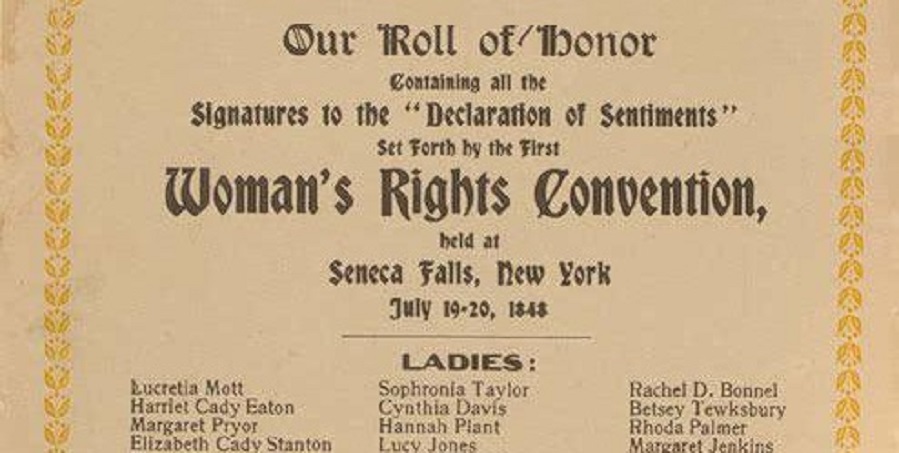 Our Roll of Honor
Containing all the
Signatures to the "Declaration of Sentiments"
Set Forth by the First
Woman's Rights Convention,
held at
Seneca Falls, New York
July 19-20, 1848
LADIES:
Lucretia Mott
Harriet Cady Eaton
Margaret Pryor
Elizabeth Cady Stanton
Sophronia Taylor
Cynthia Davis
Hannah Plant
Lucy Jones
Rachel D. Bonnel
Betsey Tewksbury
Rhoda Palmer
Margaret Jenkins